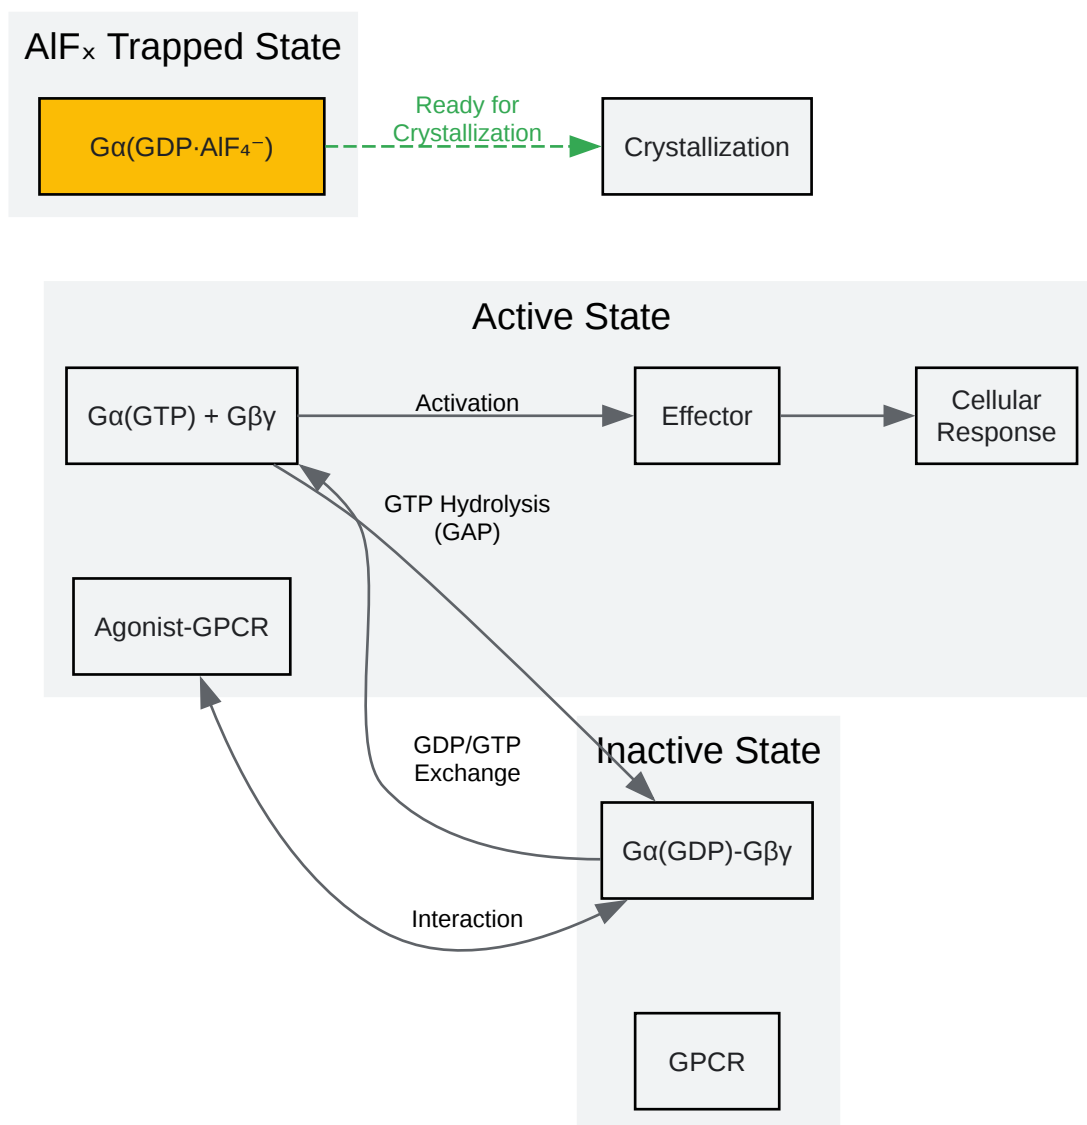 AlFₓ Trapped State
Ready for
Crystallization
Gα(GDP·AlF₄⁻)
Crystallization
Active State
Gα(GTP) + Gβγ
Activation
Effector
Cellular
Response
GTP Hydrolysis
(GAP)
Agonist-GPCR
GDP/GTP
Exchange
Inactive State
Gα(GDP)-Gβγ
Interaction
GPCR